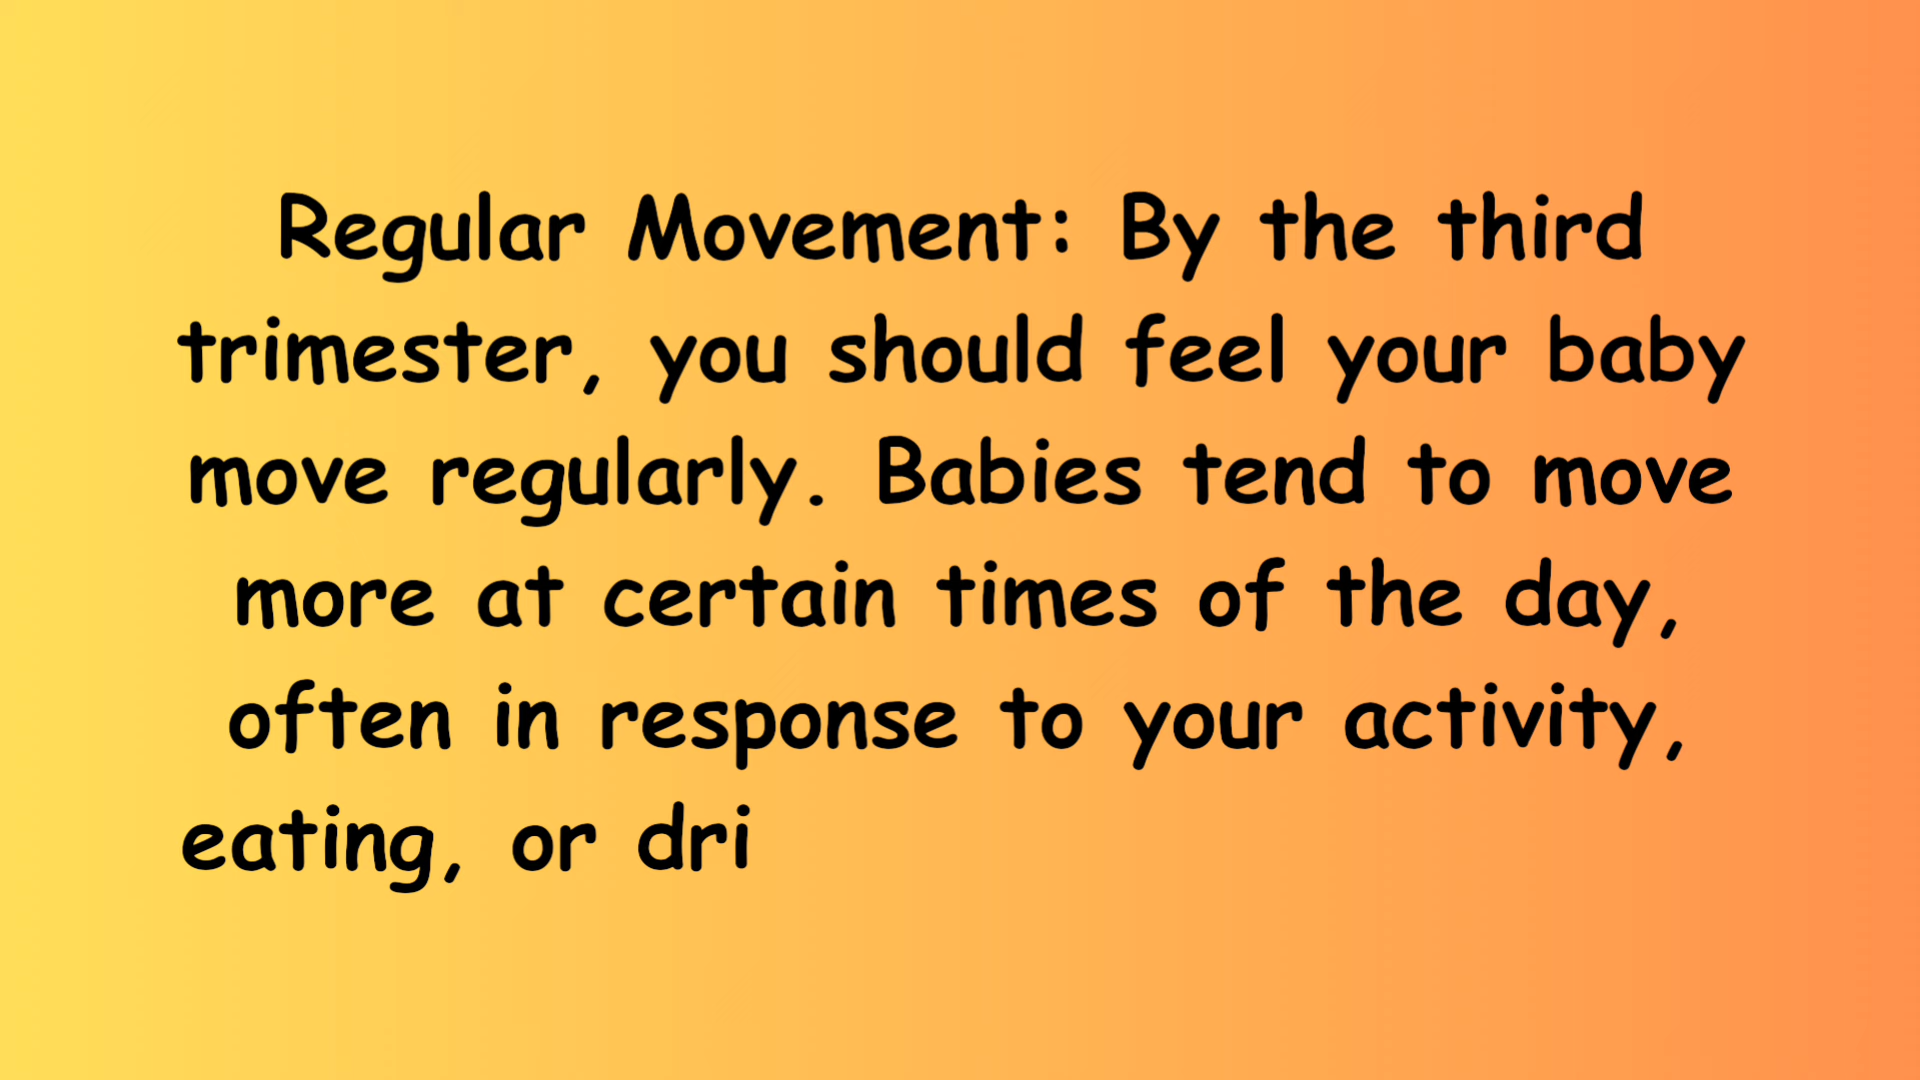 Regular Movement: By the third
trimester, you should feel your baby
move regularly. Babies tend to move
more at certain times of the day,
often in response to your activity,
eating, or dri